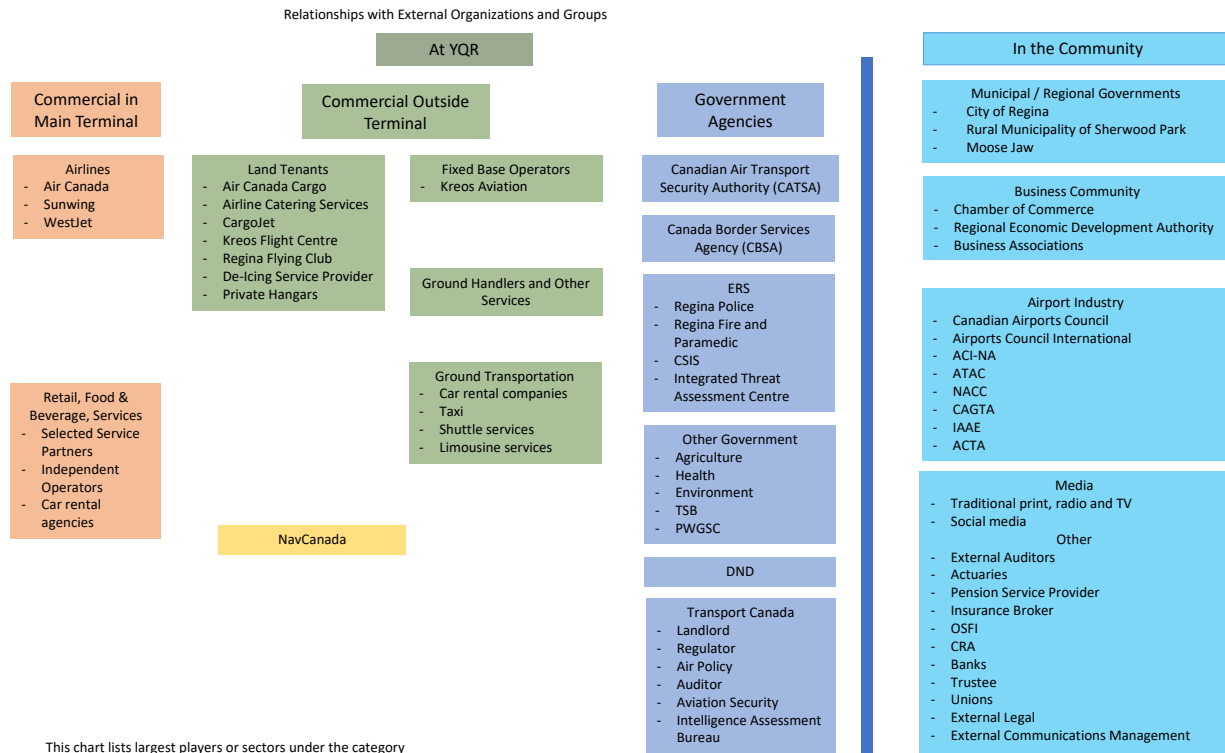 Relationships with External Organizations and Groups
At YQR
Commercial in
Main Terminal
Airlines
- Air Canada
- Sunwing
- WestJet
Retail, Food &
Beverage, Services
- Selected Service
Partners
- Independent
Operators
- Car rental
agencies
Commercial Outside
Terminal
Land Tenants
- Air Canada Cargo
- Airline Catering Services
- CargoJet
- Kreos Flight Centre
- Regina Flying Club
- De-Icing Service Provider
- Private Hangars
Fixed Base Operators
- Kreos Aviation
Ground Handlers and Other
Services
Ground Transportation
- Car rental companies
- Taxi
- Shuttle services
- Limousine services
NavCanada
Government
Agencies
Canadian Air Transport
Security Authority (CATSA)
Canada Border Services
Agency (CBSA)
ERS
- Regina Police
- Regina Fire and
Paramedic
- CSIS
- Integrated Threat
Assessment Centre
Other Government
- Agriculture
- Health
- Environment
- TSB
- PWGSC
DND
Transport Canada
- Landlord
- Regulator
- Air Policy
- Auditor
- Aviation Security
- Intelligence Assessment
Bureau
In the Community
Municipal / Regional Governments
- City of Regina
- Rural Municipality of Sherwood Park
- Moose Jaw
Business Community
- Chamber of Commerce
- Regional Economic Development Authority
- Business Associations
Airport Industry
- Canadian Airports Council
- Airports Council International
- ACI-NA
- ATAC
- NACC
- CAGTA
- IAAE
- ACTA
Media
- Traditional print, radio and TV
- Social media
Other
- External Auditors
- Actuaries
- Pension Service Provider
- Insurance Broker
- OSFI
- CRA
- Banks
- Trustee
- Unions
- External Legal
- External Communications Management
This chart lists largest players or sectors under the category